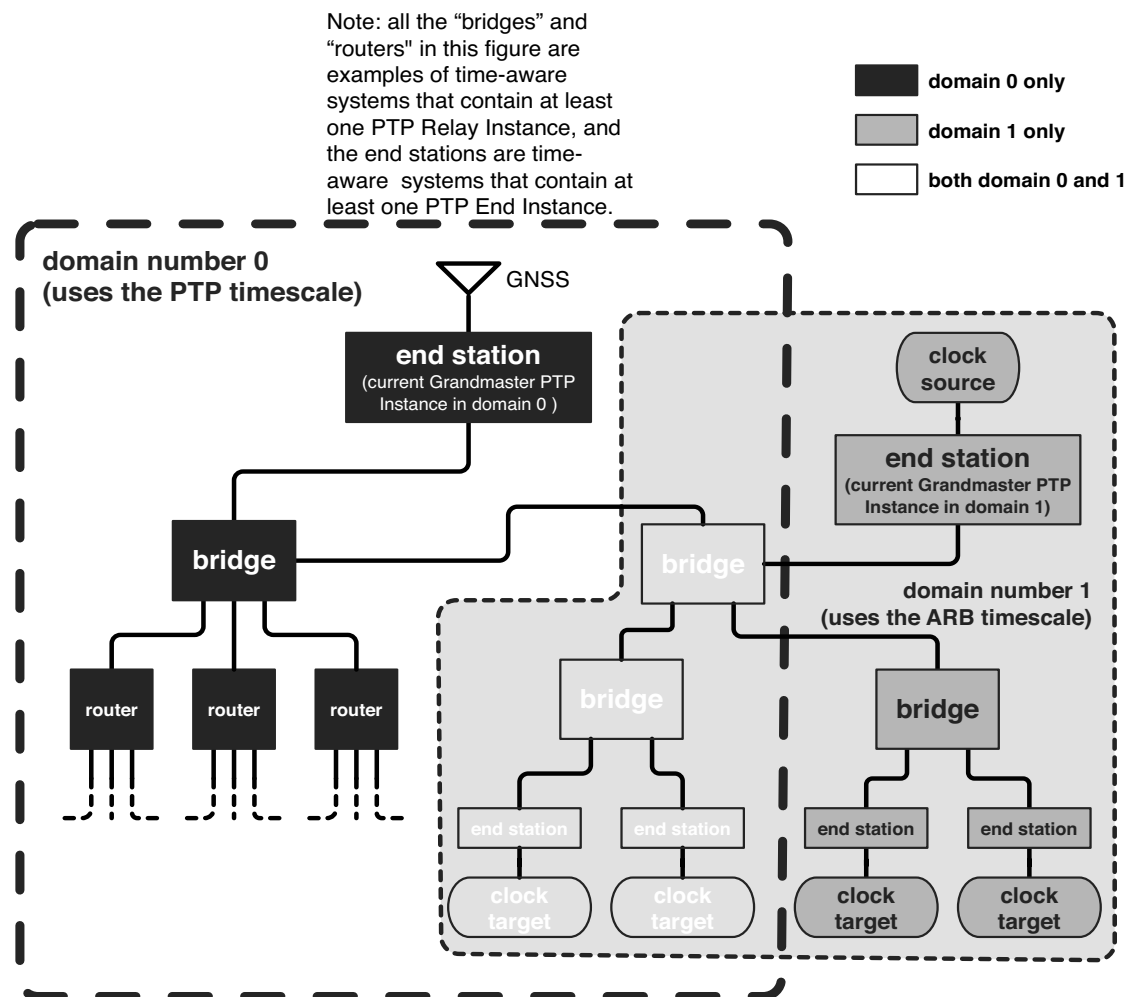 Note: all the “bridges” and
“routers" in this figure are
examples of time-aware
systems that contain at least
one PTP Relay Instance, and
the end stations are time-
aware systems that contain at
least one PTP End Instance.
domain 0 only
domain 1 only
both domain 0 and 1
domain number 0
(uses the PTP timescale)
GNSS
end station
(current Grandmaster PTP
Instance in domain 0 )
clock
source
end station
(current Grandmaster PTP
Instance in domain 1)
bridge
bridge
domain number 1
(uses the ARB timescale)
router
router
router
bridge
bridge
end station
end station
end station
end station
clock
target
clock
target
clock
target
clock
target